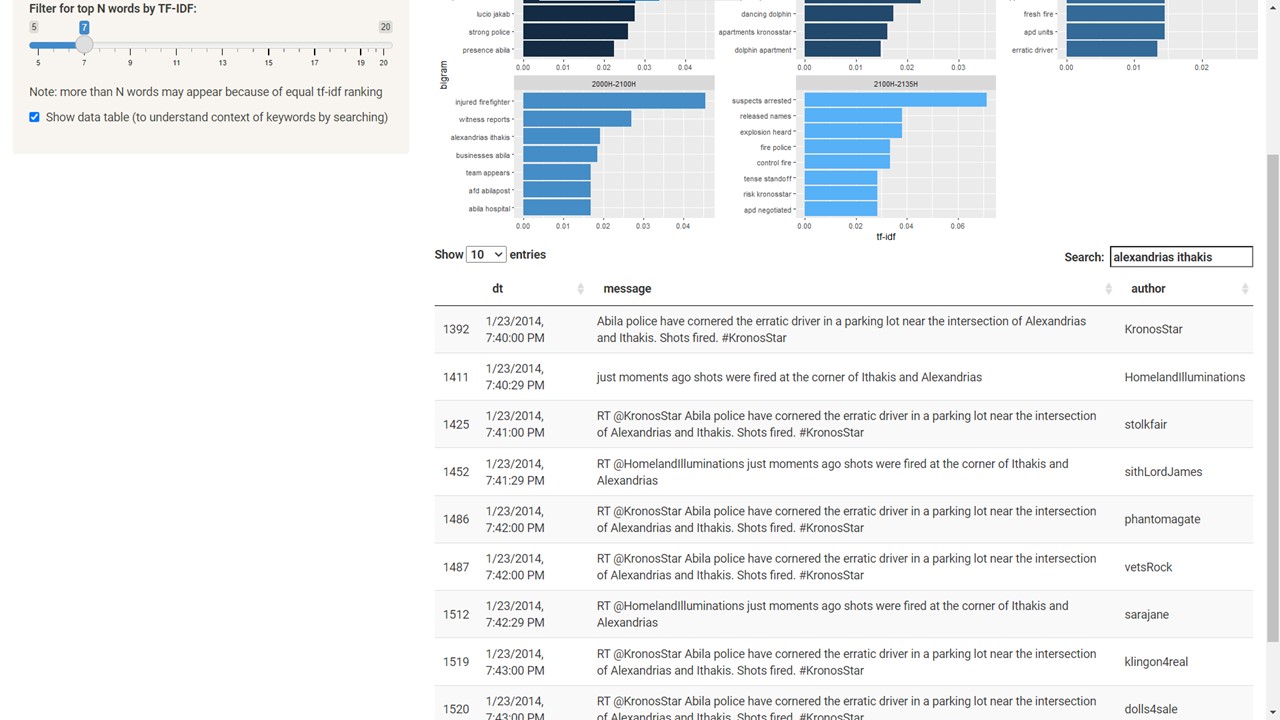 Filter for top N words by TF-IDF:
5 7 20
5 7 9 11 13 15 17 19 20
Note: more than N words may appear because of equal tf-idf ranking
Show data table (to understand context of keywords by searching)
bigram
lucio jakab
strong police
presence abila
0.00 0.01 0.02 0.03 0.04
dancing dolphin
apartments kronosstar
dolphin apartment
0.00 0.01 0.02 0.03
fresh fire
apd units
erratic driver
0.00 0.01 0.02
2000H-2100H
injured firefighter
witness reports
alexandrias ithakis
businesses abila
team appears
afd abilapost
abila hospital
0.00 0.01 0.02 0.03 0.04
2100H-2135H
suspects arrested
released names
explosion heard
fire police
control fire
tense standoff
risk kronosstar
apd negotiated
0.00 0.02 0.04 0.06
tf-idf
Show 10 entries
Search: alexandrias ithakis
dt message author
1392 1/23/2014, 7:40:00 PM Abila police have cornered the erratic driver in a parking lot near the intersection of Alexandrias
and Ithakis. Shots fired. #KronosStar KronosStar
1411 1/23/2014, 7:40:29 PM just moments ago shots were fired at the corner of Ithakis and Alexandrias HomelandIlluminations
1425 1/23/2014, 7:41:00 PM RT @KronosStar Abila police have cornered the erratic driver in a parking lot near the intersection
of Alexandrias and Ithakis. Shots fired. #KronosStar stolkfair
1452 1/23/2014, 7:41:29 PM RT @HomelandIlluminations just moments ago shots were fired at the corner of Ithakis and
Alexandrias sithLordJames
1486 1/23/2014, 7:42:00 PM RT @KronosStar Abila police have cornered the erratic driver in a parking lot near the intersection
of Alexandrias and Ithakis. Shots fired. #KronosStar phantomagate
1487 1/23/2014, 7:42:00 PM RT @KronosStar Abila police have cornered the erratic driver in a parking lot near the intersection
of Alexandrias and Ithakis. Shots fired. #KronosStar vetsRock
1512 1/23/2014, 7:42:29 PM RT @HomelandIlluminations just moments ago shots were fired at the corner of Ithakis and
Alexandrias sarajane
1519 1/23/2014, 7:43:00 PM RT @KronosStar Abila police have cornered the erratic driver in a parking lot near the intersection
of Alexandrias and Ithakis. Shots fired. #KronosStar klingon4real
1520 1/23/2014, 7:43:00 PM RT @KronosStar Abila police have cornered the erratic driver in a parking lot near the intersection
of Alexandrias and Ithakis. Shots fired. #KronosStar dolls4sale